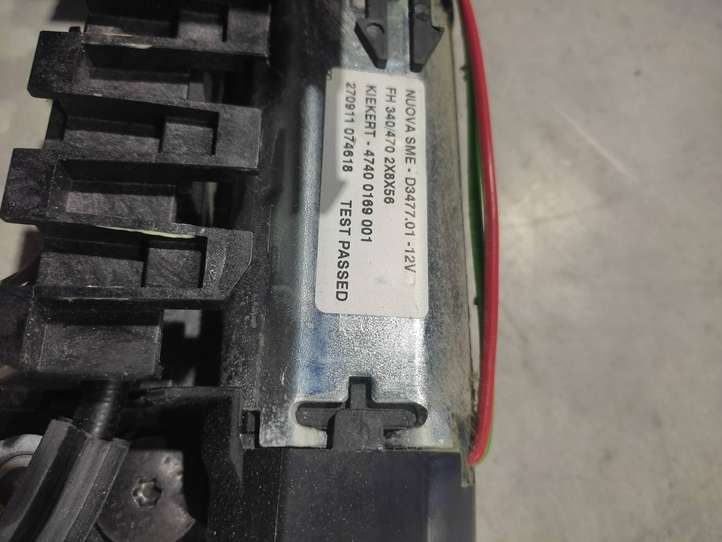 NUOVA SME - D3477.01 -12V
FH 340/470 2X8X56
KIEKERT - 4740 0169 001
270911 074618 TEST PASSED